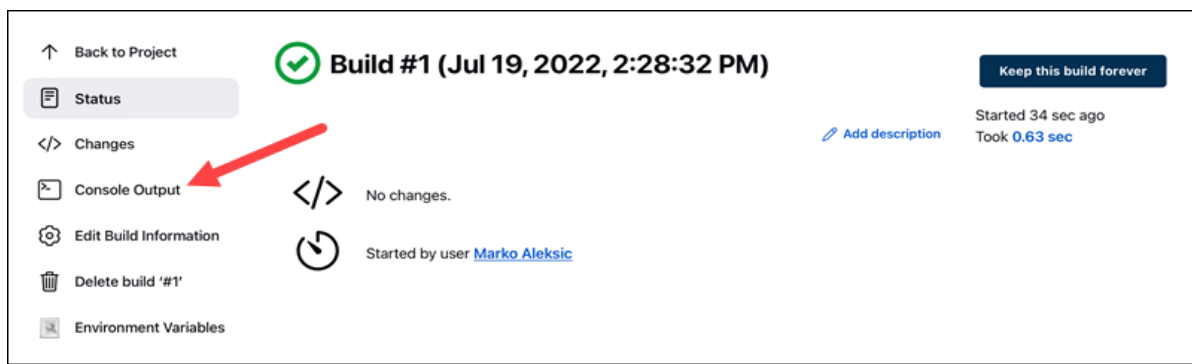 Back to Project
Status
Changes
Console Output
Edit Build Information
Delete build '#1'
Environment Variables
Build #1 (Jul 19, 2022, 2:28:32 PM)
Keep this build forever
Started 34 sec ago
Took 0.63 sec
Add description
No changes.
Started by user Marko Aleksic